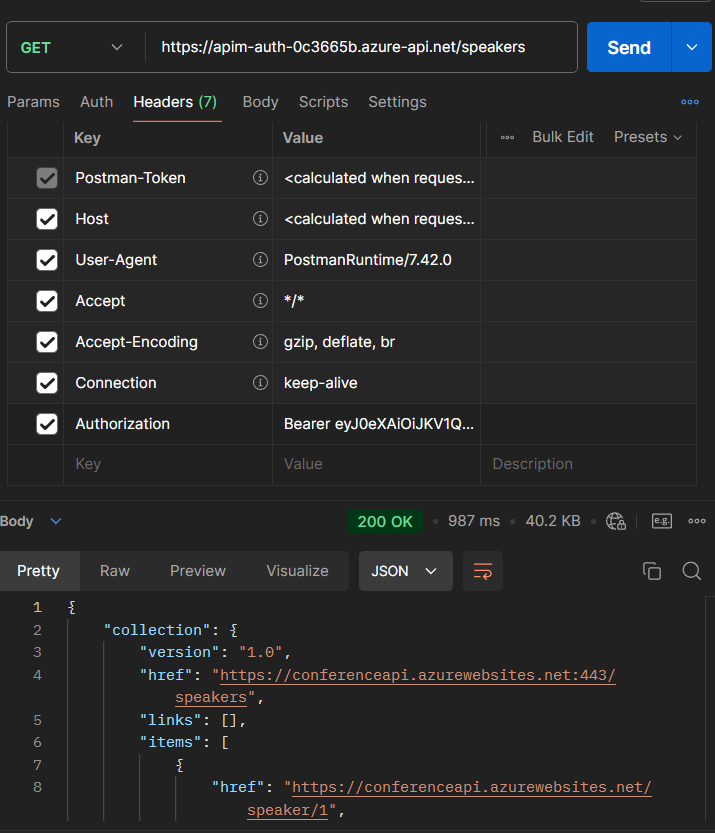 GET https://apim-auth-0c3665b.azure-api.net/speakers Send
Params Auth Headers (7) Body Scripts Settings
Key Value Bulk Edit Presets
Postman-Token <calculated when reques...
Host <calculated when reques...
User-Agent PostmanRuntime/7.42.0
Accept */*
Accept-Encoding gzip, deflate, br
Connection keep-alive
Authorization Bearer eyJ0eXAiOiJKV1Q...
Key Value Description
Body 200 OK 987 ms 40.2 KB e.g.
Pretty Raw Preview Visualize JSON
1 {
2 "collection": {
3 "version": "1.0",
4 "href": "https://conferenceapi.azurewebsites.net:443/
speakers",
5 "links": [],
6 "items": [
7 {
8 "href": "https://conferenceapi.azurewebsites.net/
speaker/1",